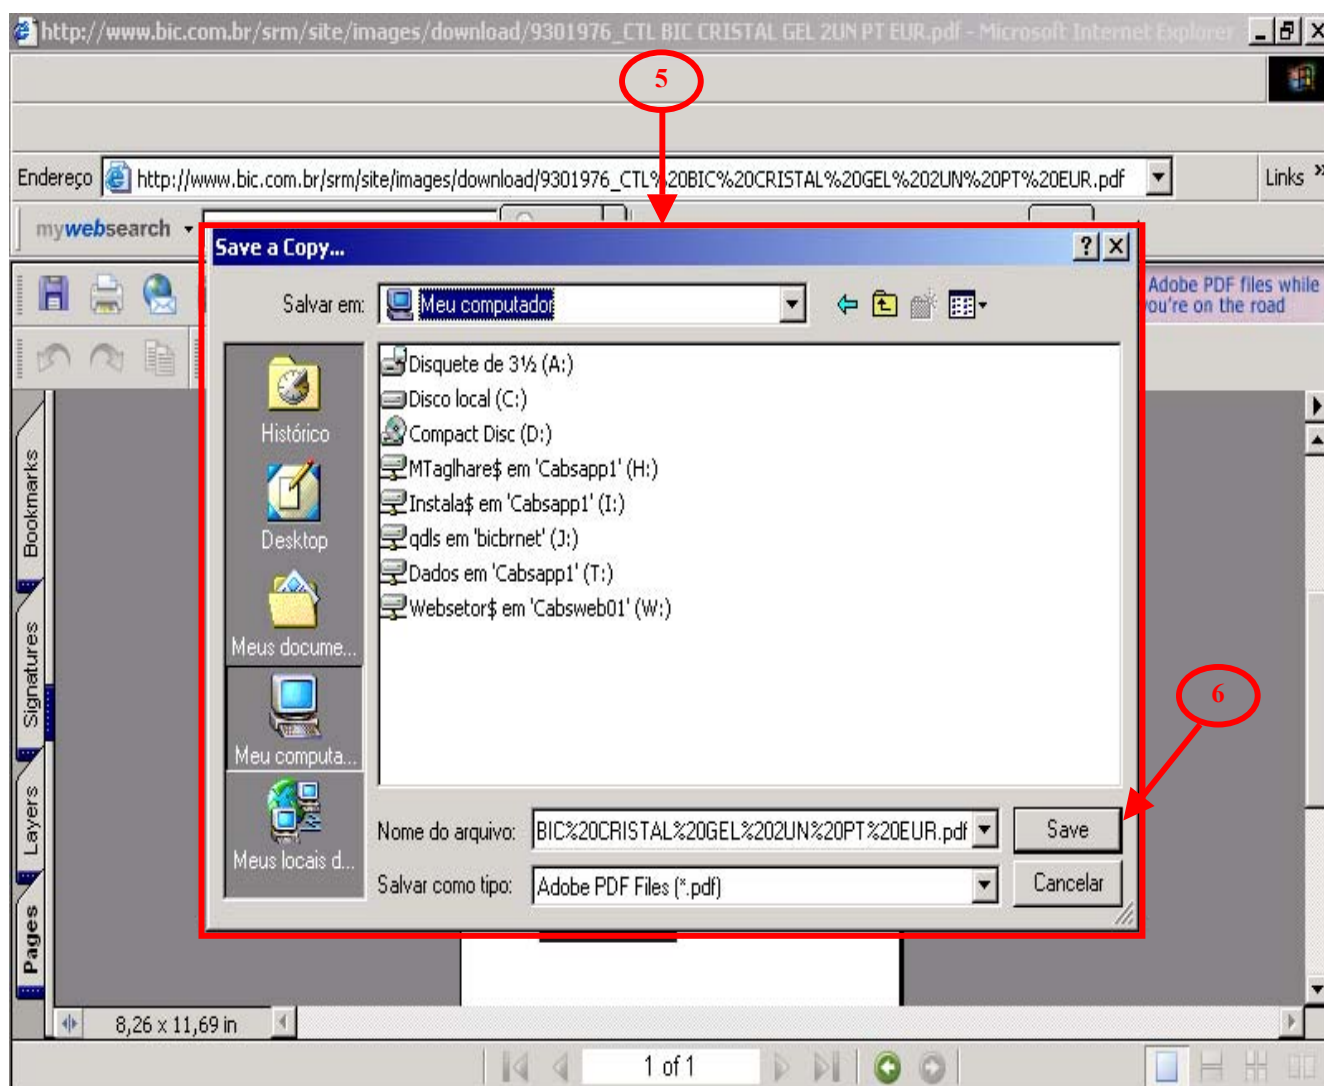 http://www.bic.com.br/srm/site/images/download/9301976_CTL BIC CRISTAL GEL 2UN PT EUR.pdf - Microsoft Internet Explorer
5
Endereço http://www.bic.com.br/srm/site/images/download/9301976_CTL%20BIC%20CRISTAL%20GEL%202UN%20PT%20EUR.pdf Links »
mywebsearch
Save a Copy...
Adobe PDF files while
you're on the road
Salvar em: Meu computador
Histórico
Desktop
Meus docume...
Meu computa...
Meus locais d...
Disquete de 3½ (A:)
Disco local (C:)
Compact Disc (D:)
MTaglhare$ em 'Cabsapp1' (H:)
Instala$ em 'Cabsapp1' (I:)
qdls em 'bicbrnet' (J:)
Dados em 'Cabsapp1' (T:)
Websetor$ em 'Cabsweb01' (W:)
6
Nome do arquivo: BIC%20CRISTAL%20GEL%202UN%20PT%20EUR.pdf Save
Salvar como tipo: Adobe PDF Files (*.pdf) Cancelar
Bookmarks
Signatures
Layers
Pages
8,26 x 11,69 in
1 of 1